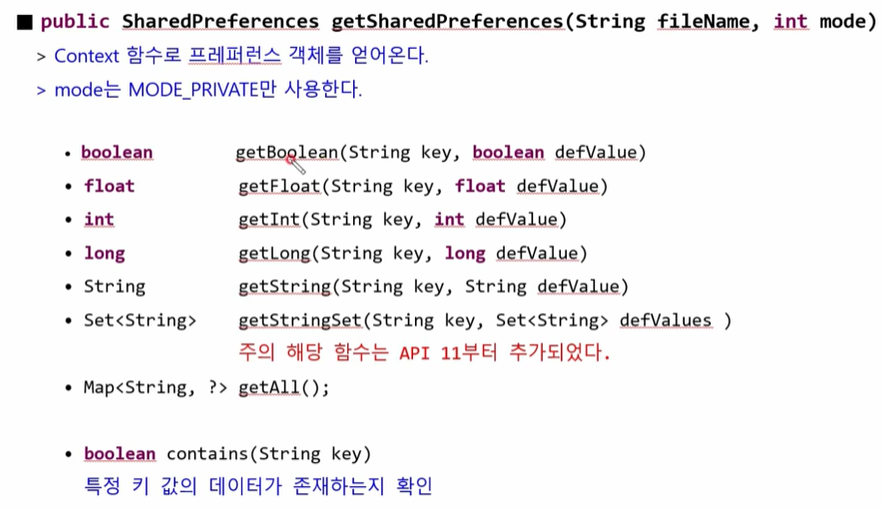 ■ public SharedPreferences getSharedPreferences(String fileName, int mode)
> Context 함수로 프레퍼런스 객체를 얻어온다.
> mode는 MODE_PRIVATE만 사용한다.
• boolean getBoolean(String key, boolean defValue)
• float getFloat(String key, float defValue)
• int getInt(String key, int defValue)
• long getLong(String key, long defValue)
• String getString(String key, String defValue)
• Set<String> getStringSet(String key, Set<String> defValues )
주의 해당 함수는 API 11부터 추가되었다.
• Map<String, ?> getAll();
• boolean contains(String key)
특정 키 값의 데이터가 존재하는지 확인